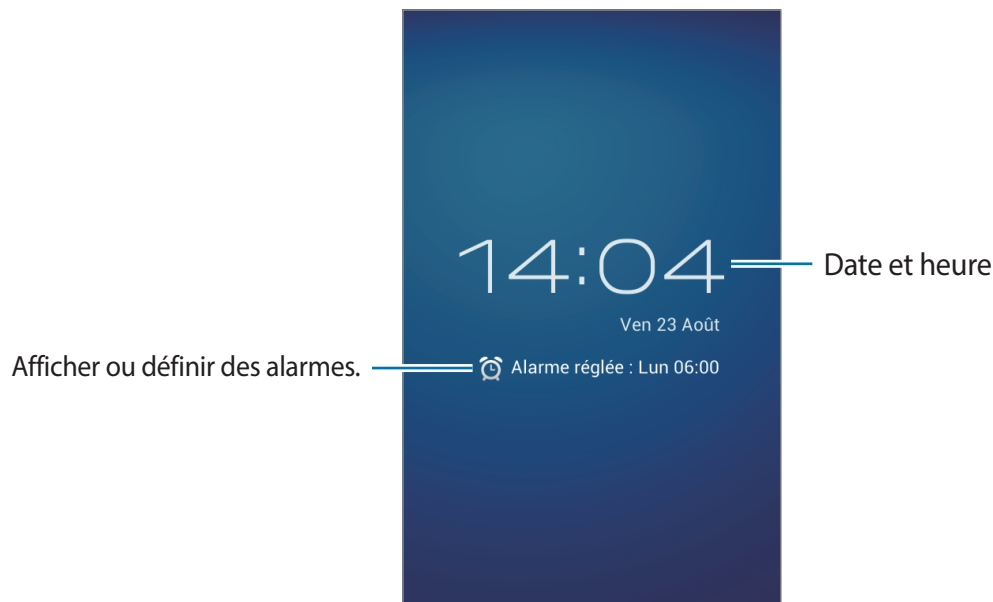 14:04
Date et heure
Ven 23 Août
Afficher ou définir des alarmes.
Alarme réglée : Lun 06:00